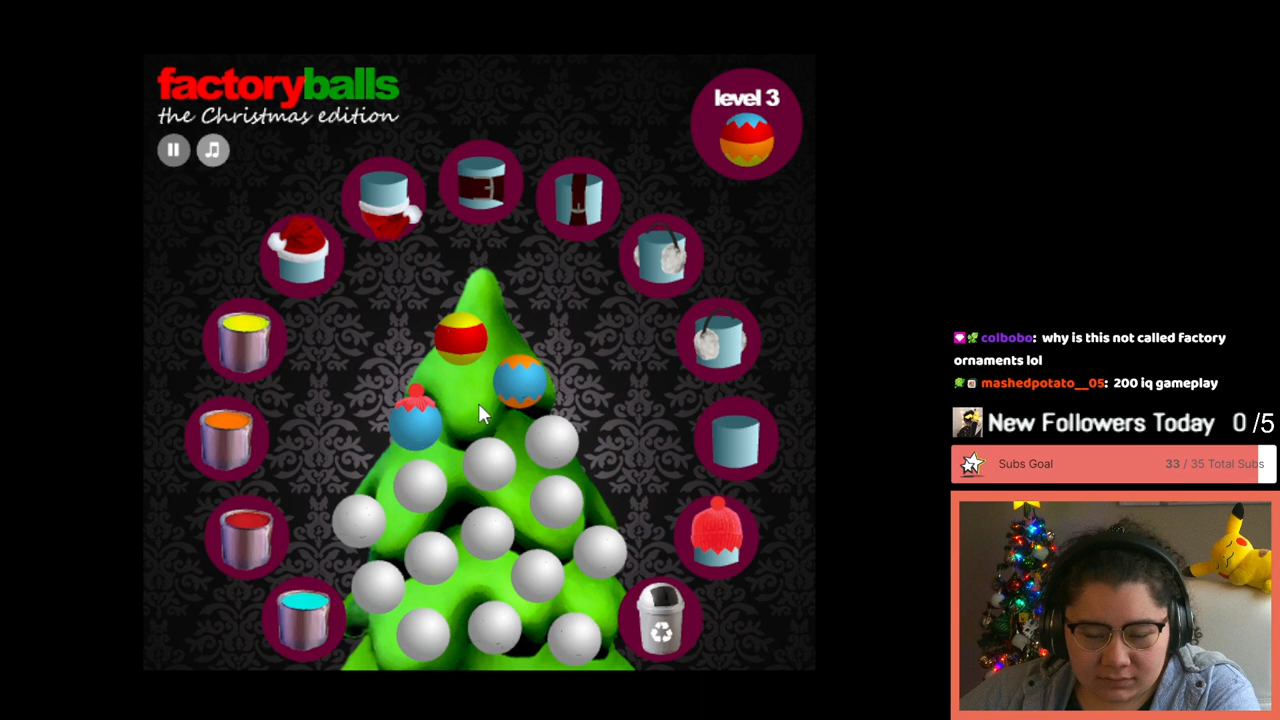 factoryballs
the Christmas edition
level 3
colbobo: why is this not called Factory
ornaments lol
mashedpotato__05: 200 iq gameplay
New Followers Today 0 /5
Subs Goal 33 / 35 Total Subs